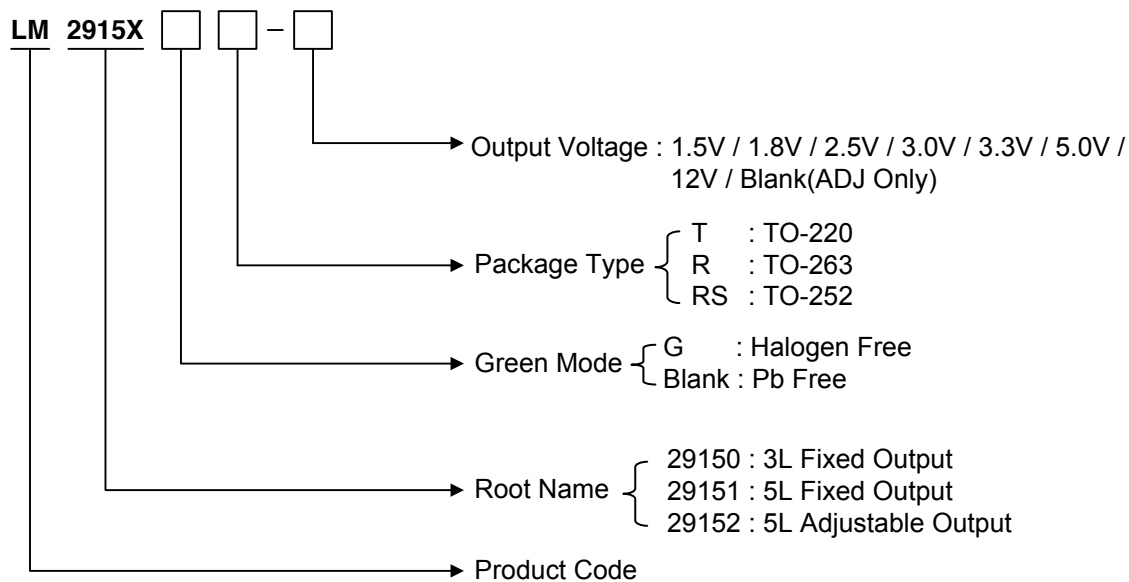 LM 2915X –
Output Voltage : 1.5V / 1.8V / 2.5V / 3.0V / 3.3V / 5.0V /
12V / Blank(ADJ Only)
Package Type
T : TO-220
R : TO-263
RS : TO-252
Green Mode
G : Halogen Free
Blank : Pb Free
Root Name
29150 : 3L Fixed Output
29151 : 5L Fixed Output
29152 : 5L Adjustable Output
Product Code